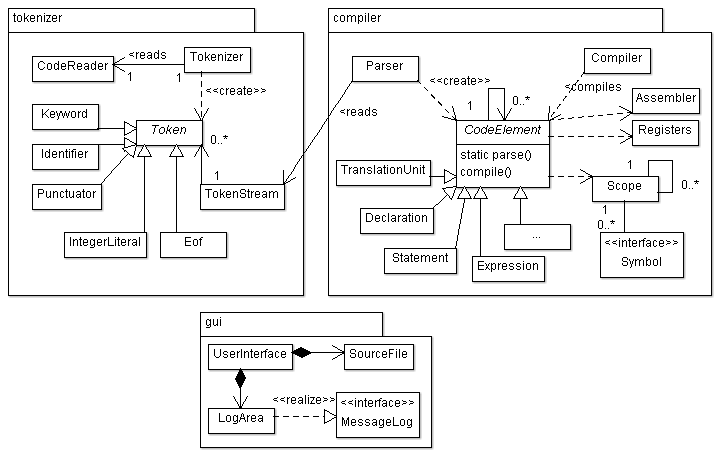 tokenizer
CodeReader
<reads
1
1
Tokenizer
<<create>>
Keyword
Identifier
Punctuator
Token
0..*
1
TokenStream
IntegerLiteral
Eof
<reads
compiler
Parser
<<create>>
Compiler
<compiles
1
0..*
CodeElement
static parse()
compile()
Assembler
Registers
TranslationUnit
Declaration
Statement
Expression
...
Scope
1
0..*
1
0..*
<<interface>>
Symbol
gui
UserInterface
SourceFile
LogArea
<<realize>>
<<interface>>
MessageLog